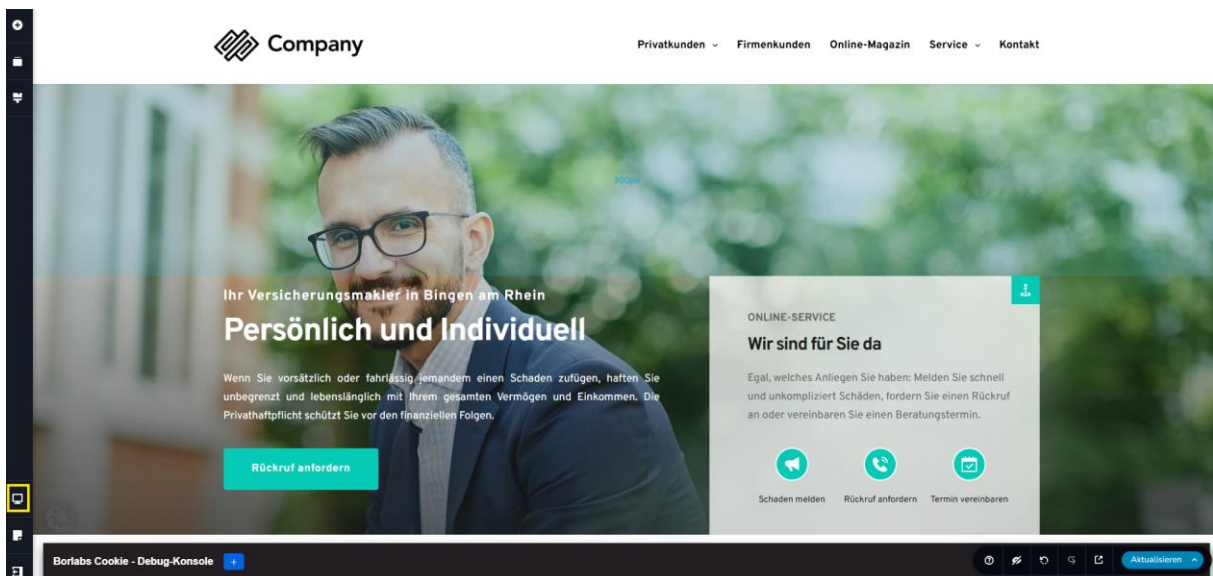 Company
Privatkunden
Firmenkunden
Online-Magazin
Service
Kontakt
300px
Ihr Versicherungsmakler in Bingen am Rhein
Persönlich und Individuell
Wenn Sie vorsätzlich oder fahrlässig jemandem einen Schaden zufügen, haften Sie
unbegrenzt und lebenslänglich mit Ihrem gesamten Vermögen und Einkommen. Die
Privathaftpflicht schützt Sie vor den finanziellen Folgen.
Rückruf anfordern
ONLINE-SERVICE
Wir sind für Sie da
Egal, welches Anliegen Sie haben: Melden Sie schnell
und unkompliziert Schäden, fordern Sie einen Rückruf
an oder vereinbaren Sie einen Beratungstermin.
Schaden melden
Rückruf anfordern
Termin vereinbaren
Borlabs Cookie - Debug-Konsole
+
Aktualisieren